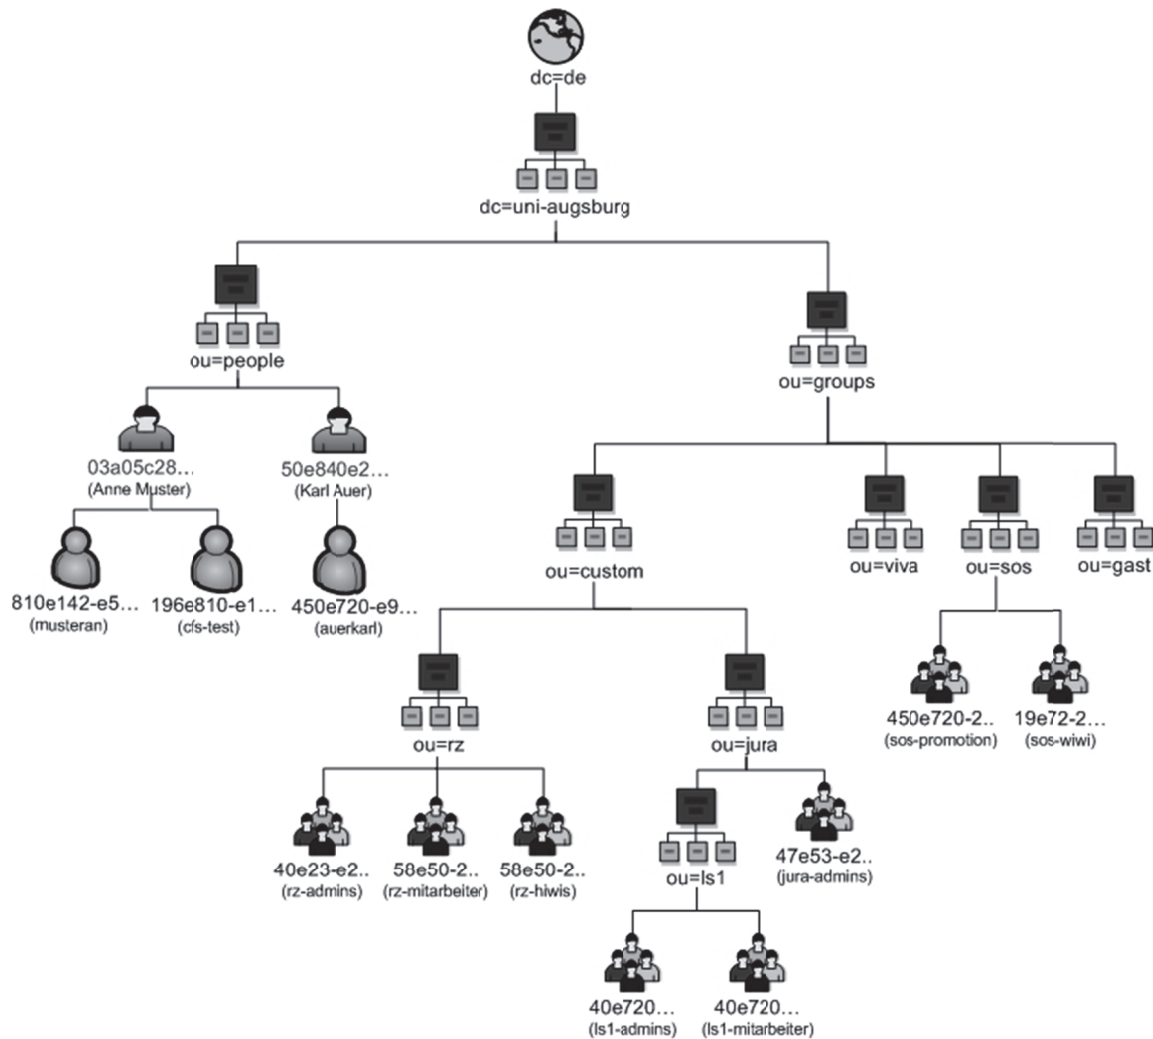 dc=de
dc=uni-augsburg
ou=people
ou=groups
03a05c28...
(Anne Muster)
50e840e2...
(Karl Auer)
810e142-e5...
(musteran)
196e810-e1...
(cfs-test)
450e720-e9...
(auerkarl)
ou=custom
ou=viva
ou=sos
ou=gast
ou=rz
ou=jura
450e720-2..
(sos-promotion)
19e72-2...
(sos-wiwi)
40e23-e2..
(rz-admins)
58e50-2..
(rz-mitarbeiter)
58e50-2..
(rz-hiwis)
ou=ls1
47e53-e2..
(jura-admins)
40e720...
(ls1-admins)
40e720...
(ls1-mitarbeiter)